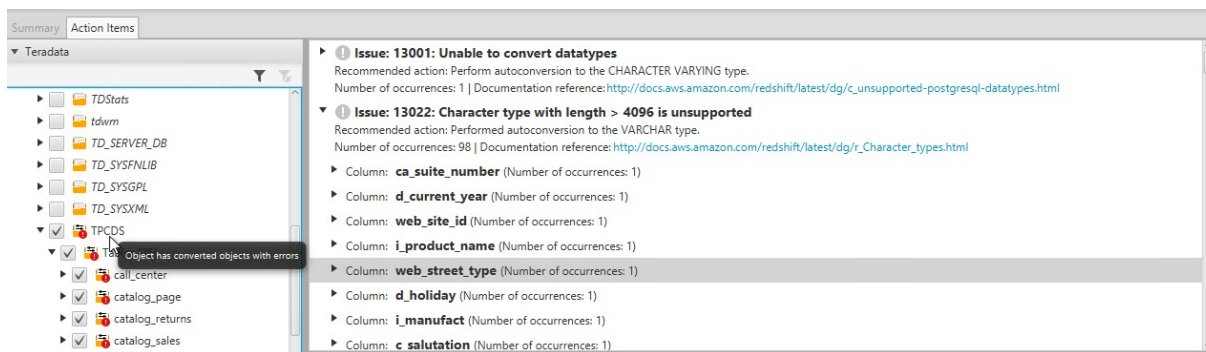 Summary Action Items
Teradata
TDStats
tdwm
TD_SERVER_DB
TD_SYSFNLIB
TD_SYSGPL
TD_SYSXML
TPCDS
Object has converted objects with errors
call_center
catalog_page
catalog_returns
catalog_sales
Issue: 13001: Unable to convert datatypes
Recommended action: Perform autoconversion to the CHARACTER VARYING type.
Number of occurrences: 1 | Documentation reference: http://docs.aws.amazon.com/redshift/latest/dg/c_unsupported-postgresql-datatypes.html
Issue: 13022: Character type with length > 4096 is unsupported
Recommended action: Performed autoconversion to the VARCHAR type.
Number of occurrences: 98 | Documentation reference: http://docs.aws.amazon.com/redshift/latest/dg/r_Character_types.html
Column: ca_suite_number (Number of occurrences: 1)
Column: d_current_year (Number of occurrences: 1)
Column: web_site_id (Number of occurrences: 1)
Column: i_product_name (Number of occurrences: 1)
Column: web_street_type (Number of occurrences: 1)
Column: d_holiday (Number of occurrences: 1)
Column: i_manufact (Number of occurrences: 1)
Column: c_salutation (Number of occurrences: 1)